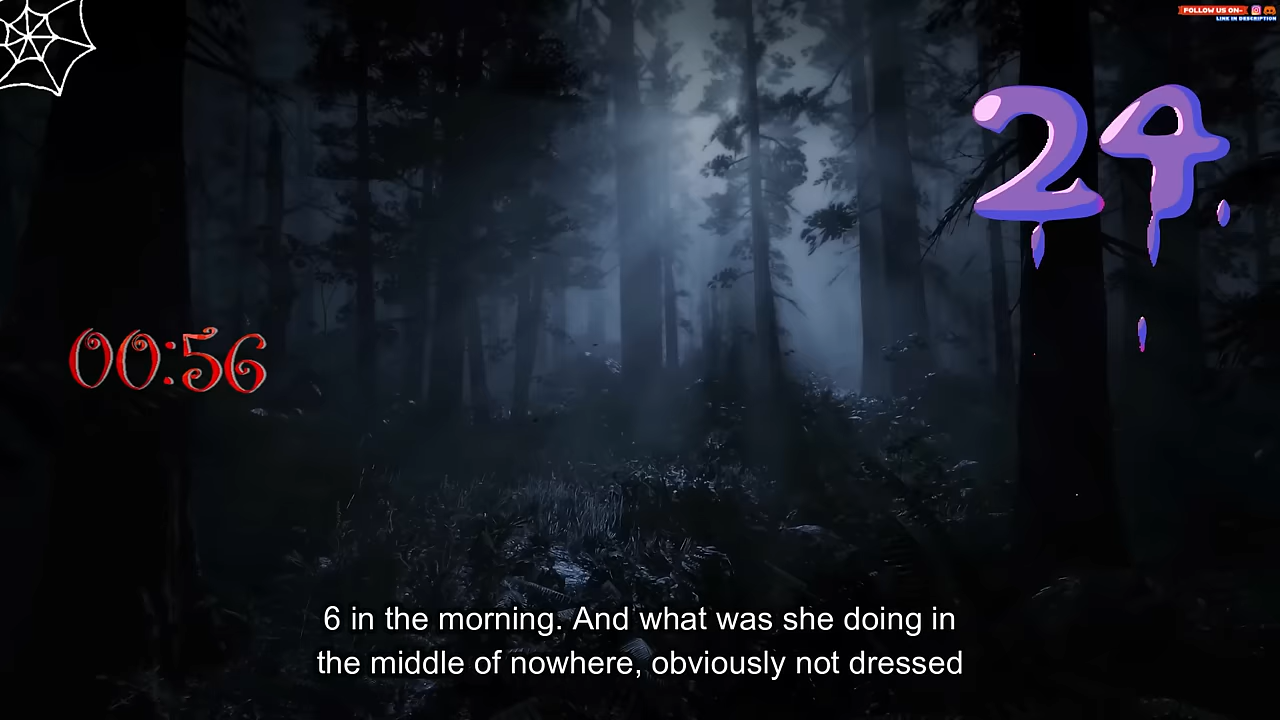 FOLLOW US ON-
LINK IN DESCRIPTION
24.
00:56
6 in the morning. And what was she doing in
the middle of nowhere, obviously not dressed